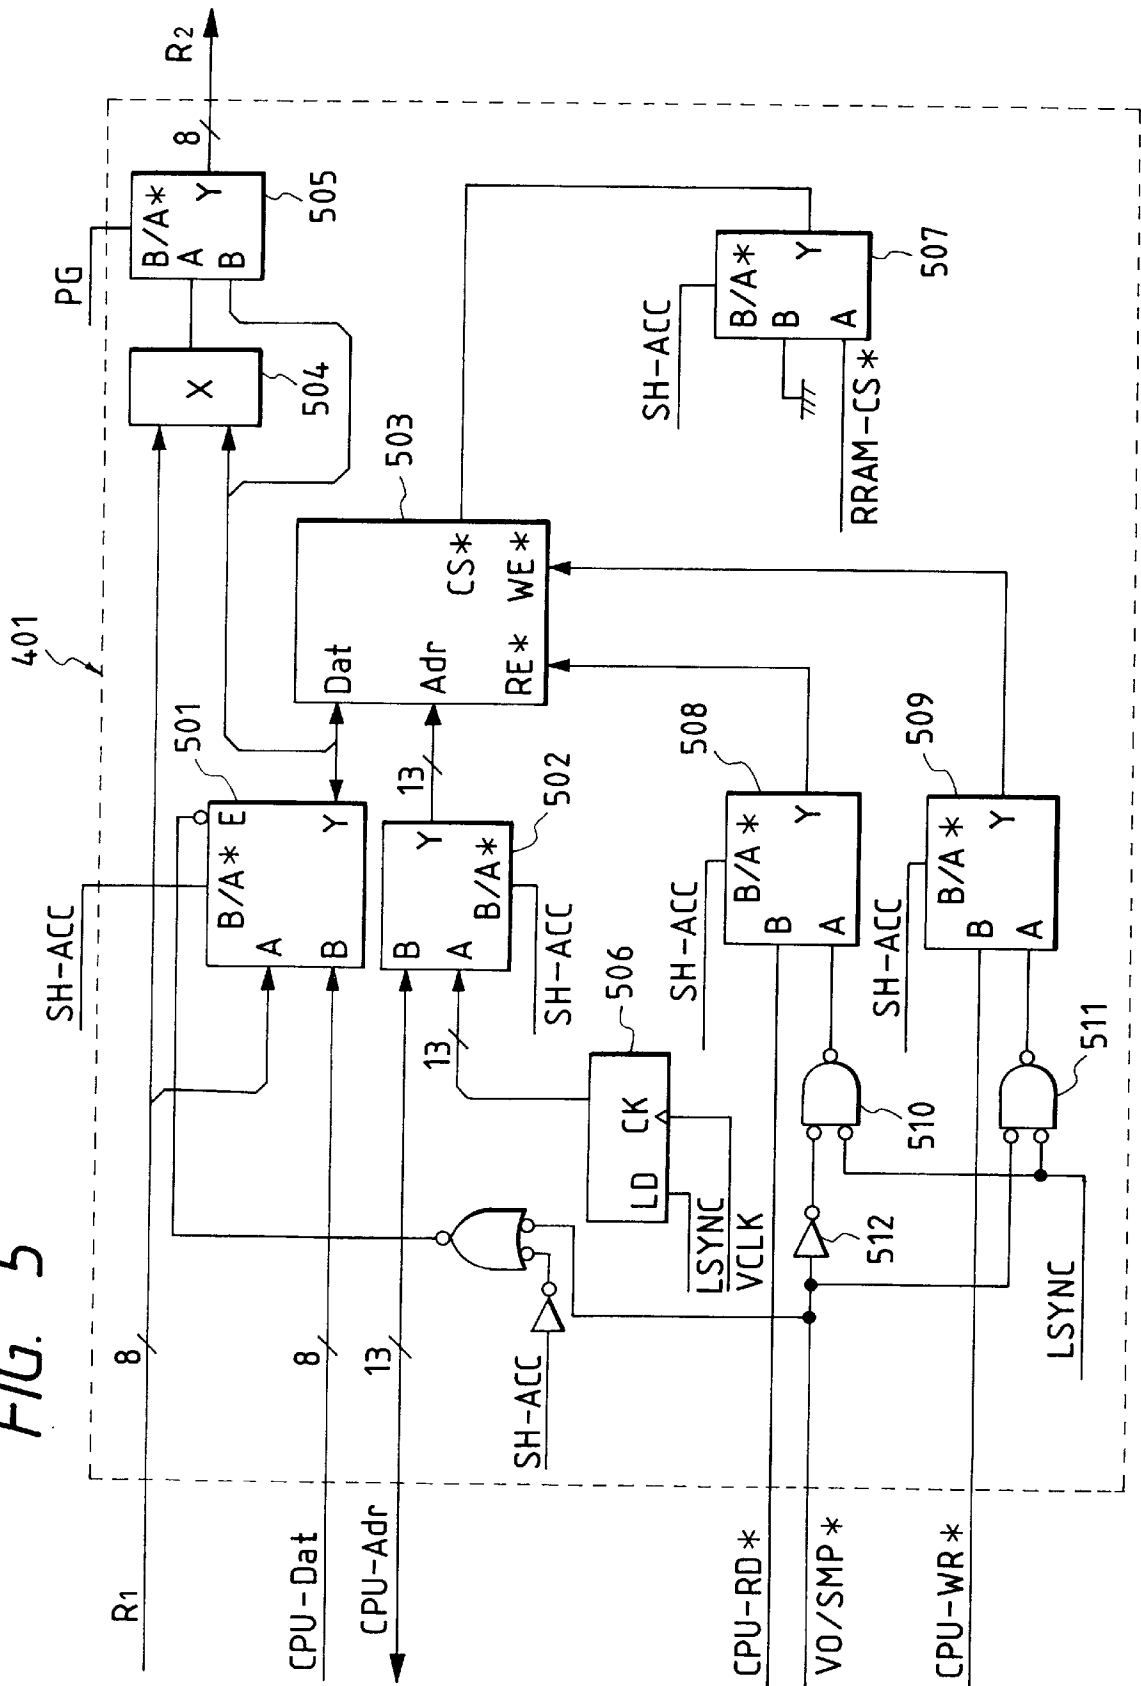 FIG. 5
401
R1
8
CPU-Dat
8
CPU-Adr
13
SH-ACC
B/A*
E
A
B
Y
501
B
A
Y
B/A*
502
SH-ACC
13
13
Dat
Adr
CS*
RE*
WE*
503
X
504
PG
B/A*
A
B
Y
505
8
R2
SH-ACC
LD
CK
506
LSYNC
VCLK
SH-ACC
B/A*
B
A
Y
507
RRAM-CS*
SH-ACC
B/A*
B
A
Y
508
SH-ACC
B/A*
B
A
Y
509
510
511
512
LSYNC
CPU-RD*
VO/SMP*
CPU-WR*